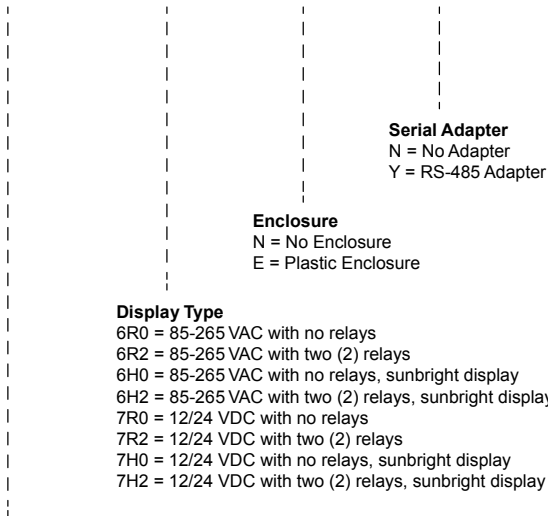 Serial Adapter
N = No Adapter
Y = RS-485 Adapter
Enclosure
N = No Enclosure
E = Plastic Enclosure
Display Type
6R0 = 85-265 VAC with no relays
6R2 = 85-265 VAC with two (2) relays
6H0 = 85-265 VAC with no relays, sunbright display
6H2 = 85-265 VAC with two (2) relays, sunbright display
7R0 = 12/24 VDC with no relays
7R2 = 12/24 VDC with two (2) relays
7H0 = 12/24 VDC with no relays, sunbright display
7H2 = 12/24 VDC with two (2) relays, sunbright display